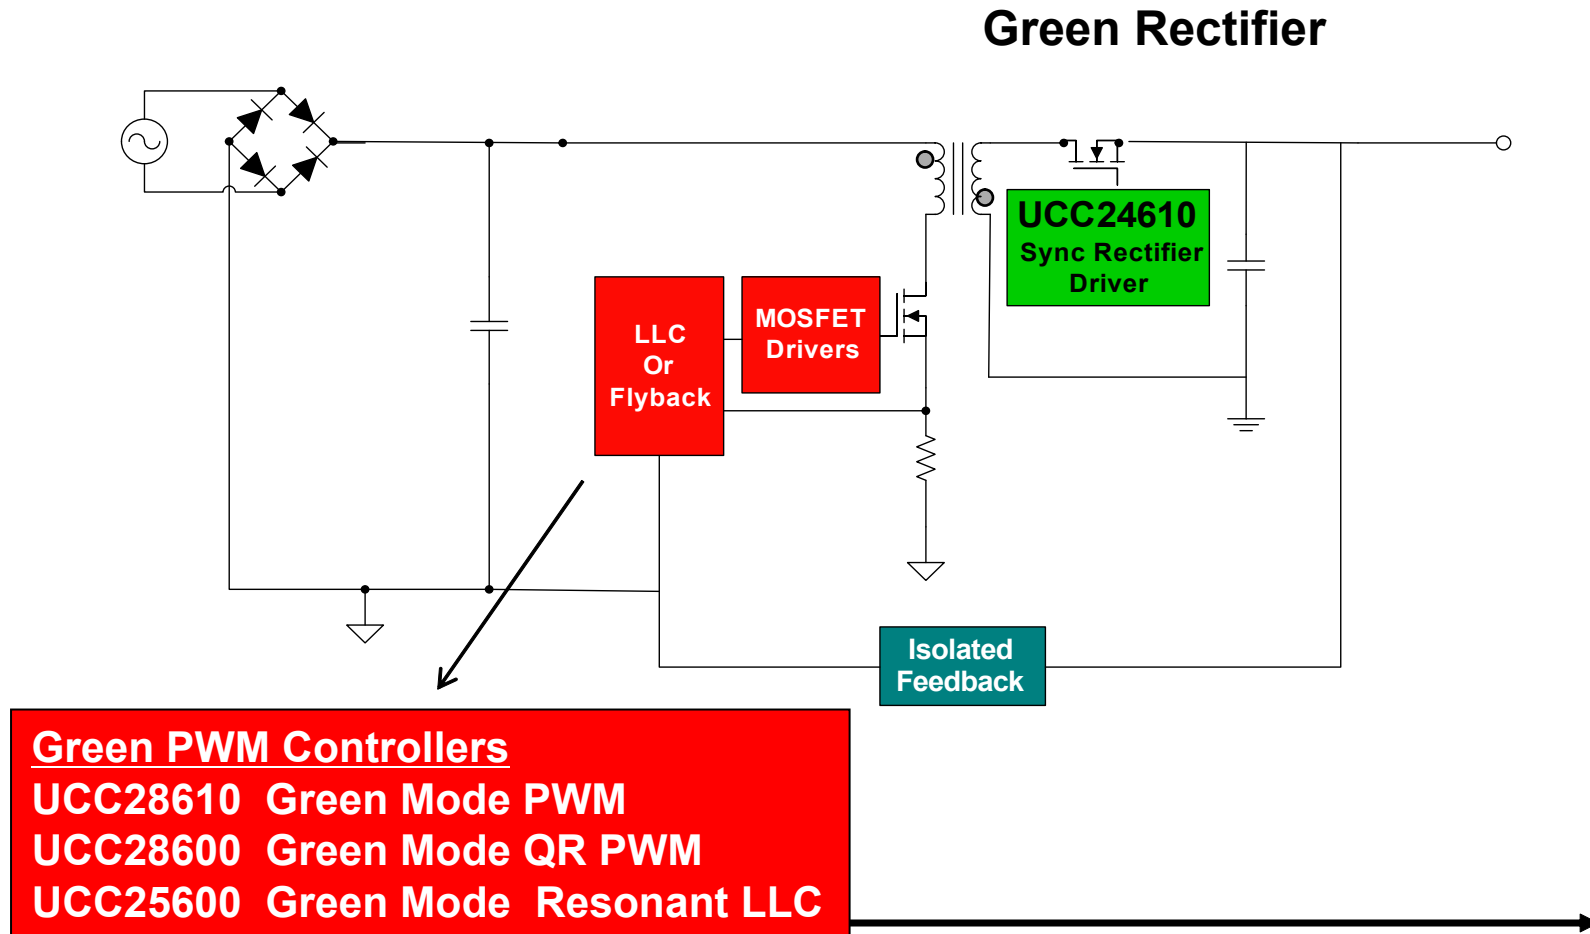 Green Rectifier
UCC24610
Sync Rectifier
Driver
MOSFET
Drivers
LLC
Or
Flyback
Isolated
Feedback
Green PWM Controllers
UCC28610 Green Mode PWM
UCC28600 Green Mode QR PWM
UCC25600 Green Mode Resonant LLC